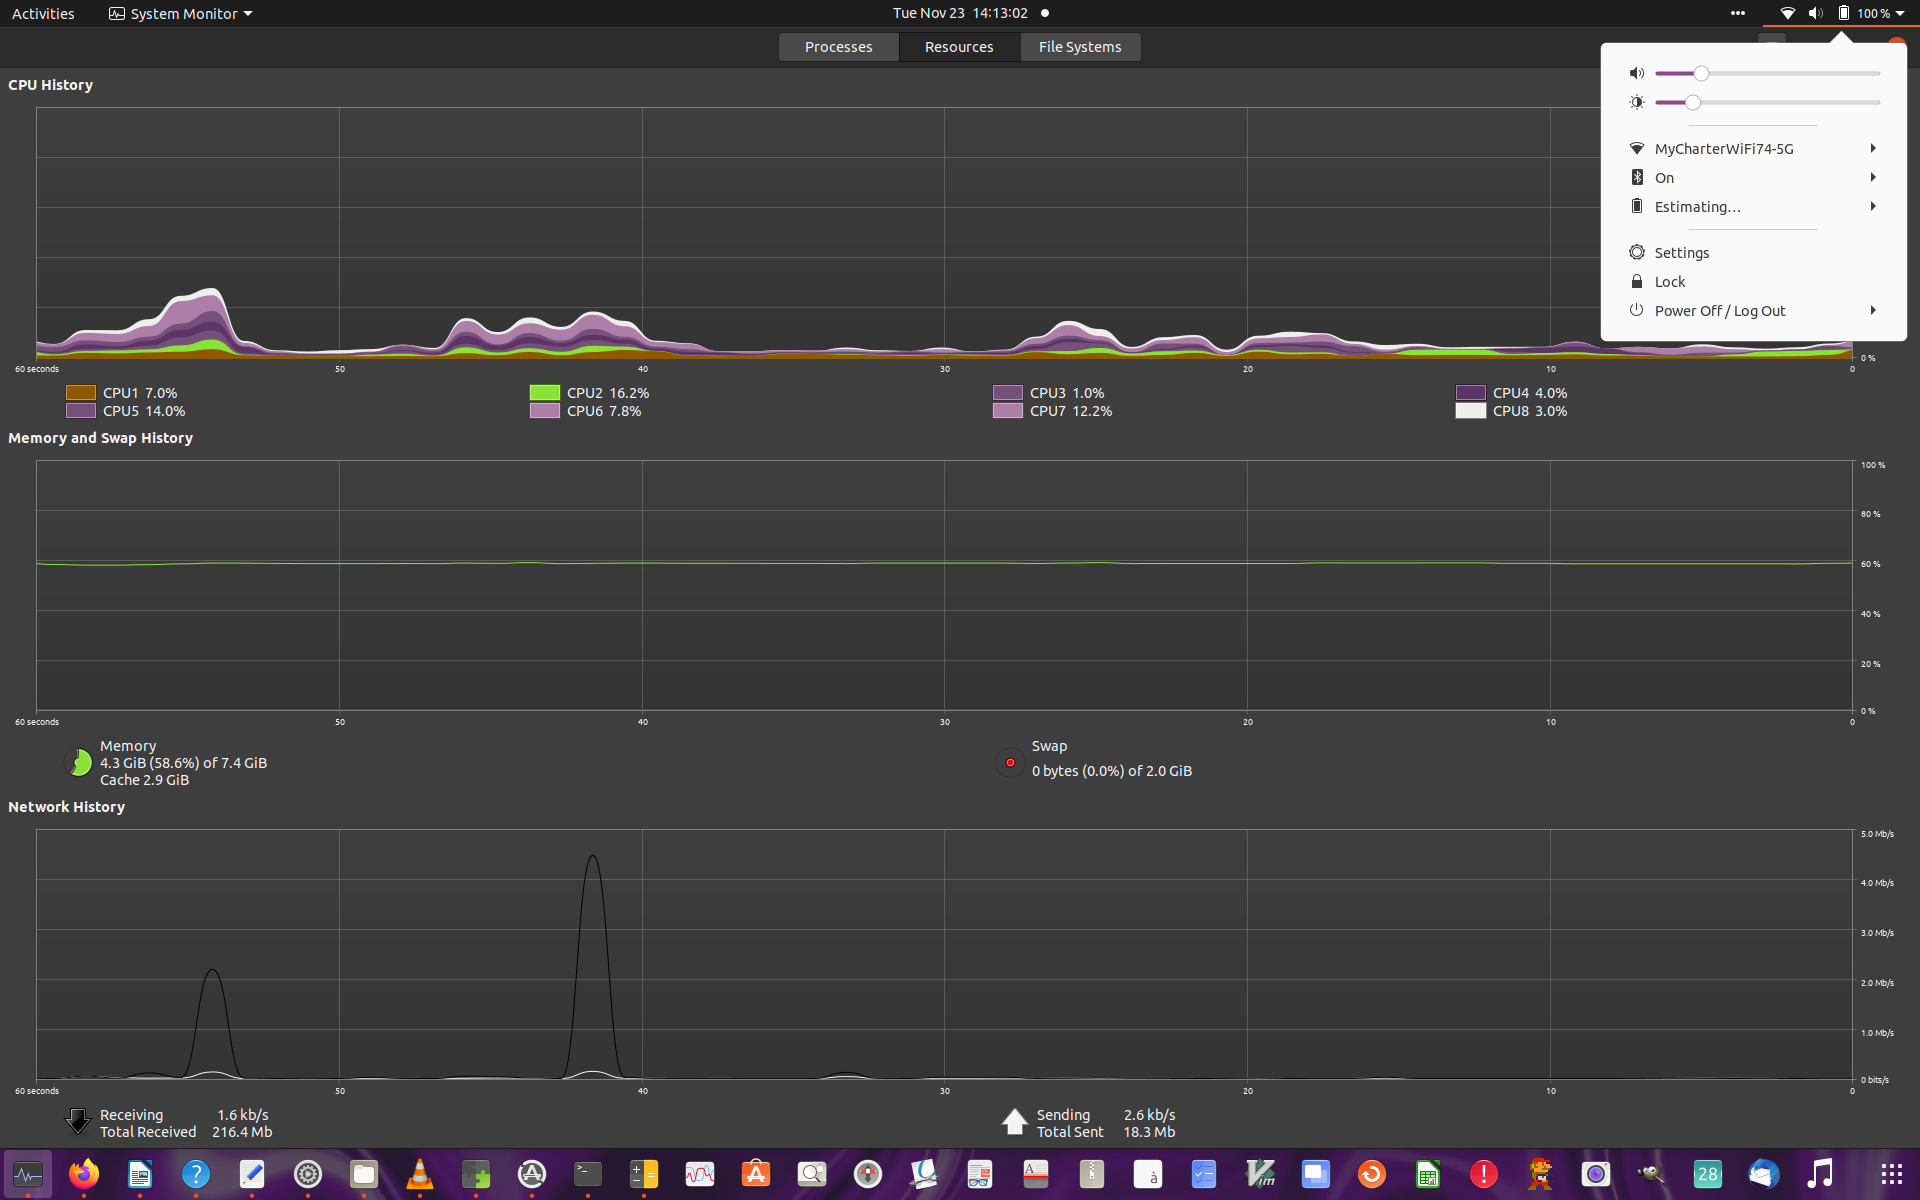 Activities
System Monitor
Tue Nov 23 14:13:02
100 %
Processes
Resources
File Systems
CPU History
60 seconds
50
40
30
20
10
0
0 %
CPU1 7.0%
CPU2 16.2%
CPU3 1.0%
CPU4 4.0%
CPU5 14.0%
CPU6 7.8%
CPU7 12.2%
CPU8 3.0%
MyCharterWiFi74-5G
On
Estimating…
Settings
Lock
Power Off / Log Out
Memory and Swap History
100 %
80 %
60 %
40 %
20 %
0 %
60 seconds
50
40
30
20
10
0
Memory
4.3 GiB (58.6%) of 7.4 GiB
Cache 2.9 GiB
Swap
0 bytes (0.0%) of 2.0 GiB
Network History
5.0 Mb/s
4.0 Mb/s
3.0 Mb/s
2.0 Mb/s
1.0 Mb/s
0 bits/s
60 seconds
50
40
30
20
10
0
Receiving 1.6 kb/s
Total Received 216.4 Mb
Sending 2.6 kb/s
Total Sent 18.3 Mb
?
>_
A
à
Vim
!
28